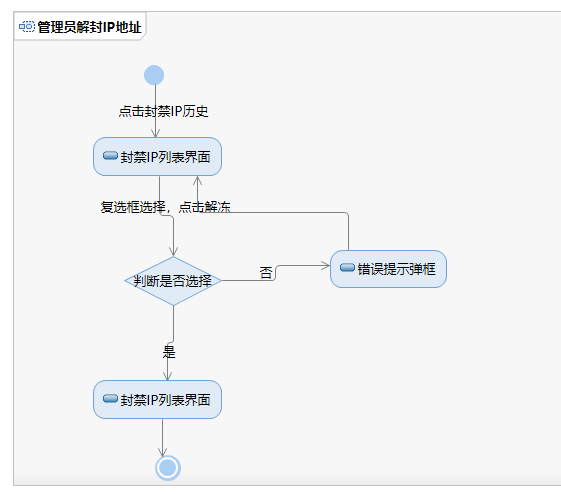 管理员解封IP地址
点击封禁IP历史
封禁IP列表界面
复选框选择，点击解冻
判断是否选择
否
错误提示弹框
是
封禁IP列表界面